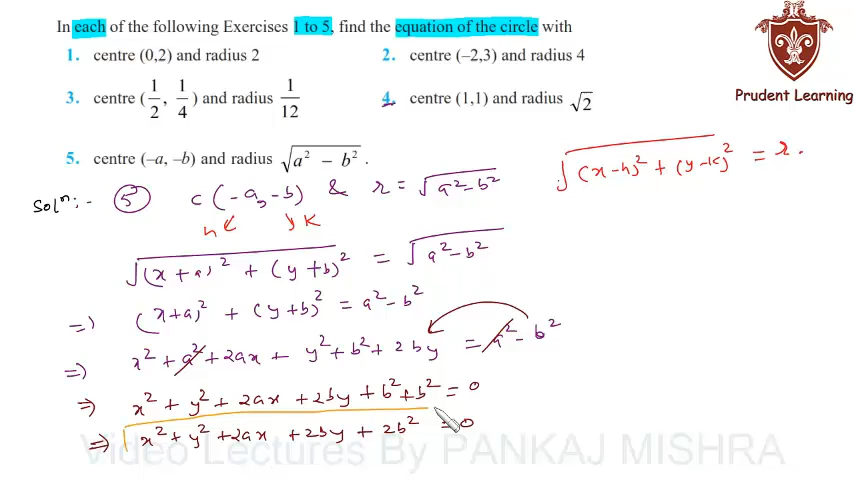 In each of the following Exercises 1 to 5, find the equation of the circle with
1. centre (0,2) and radius 2
2. centre (–2,3) and radius 4
3. centre (1/2, 1/4) and radius 1/12
4. centre (1,1) and radius √2
Prudent Learning
5. centre (–a, –b) and radius √(a² – b²).
√((x-h)² + (y-k)²) = r.
Solⁿ:- 5 C(-a, -b) & r = √(a²-b²)
h k
√((x+a)² + (y+b)²) = √(a²-b²)
=> (x+a)² + (y+b)² = a²-b²
=> x² + a² + 2ax + y² + b² + 2by = a² - b²
=> x² + y² + 2ax + 2by + b² + b² = 0
=> x² + y² + 2ax + 2by + 2b² = 0
Video Lectures By PANKAJ MISHRA